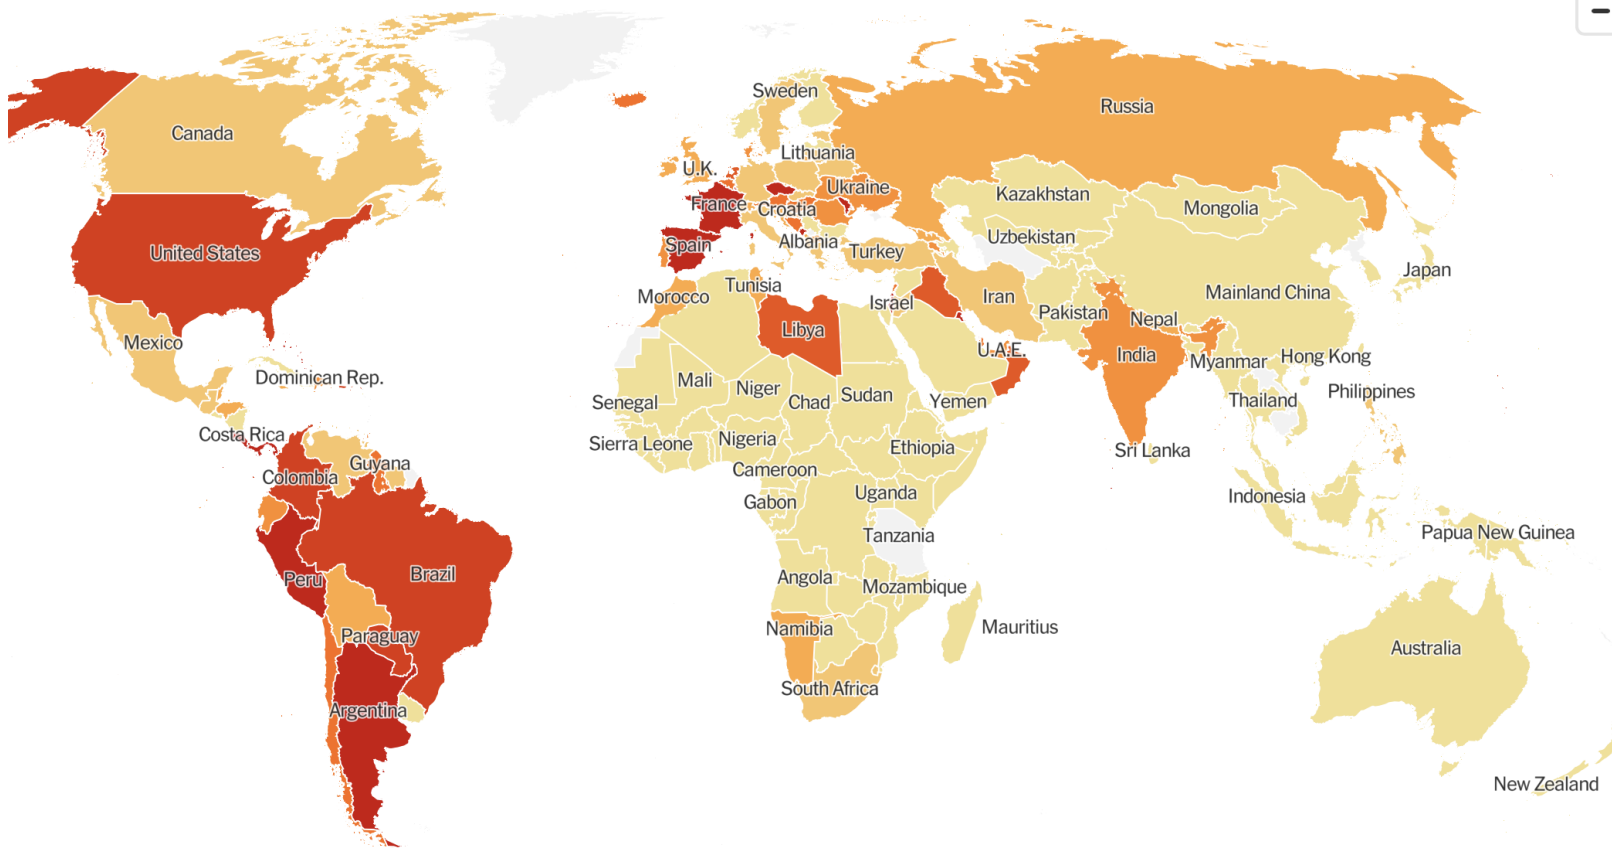 Sweden
Russia
Canada
Lithuania
U.K.
Ukraine
Kazakhstan
France
Mongolia
Croatia
Uzbekistan
Albania
Spain
Turkey
United States
Japan
Tunisia
Mainland China
Morocco
Iran
Israel
Pakistan
Nepal
Libya
Mexico
U.A.E.
India
Hong Kong
Myanmar
Dominican Rep.
Mali
Niger
Philippines
Sudan
Thailand
Senegal
Chad
Yemen
Costa Rica
Nigeria
Sierra Leone
Ethiopia
Sri Lanka
Guyana
Cameroon
Colombia
Uganda
Indonesia
Gabon
Papua New Guinea
Tanzania
Brazil
Angola
Peru
Mozambique
Mauritius
Namibia
Paraguay
Australia
South Africa
Argentina
New Zealand